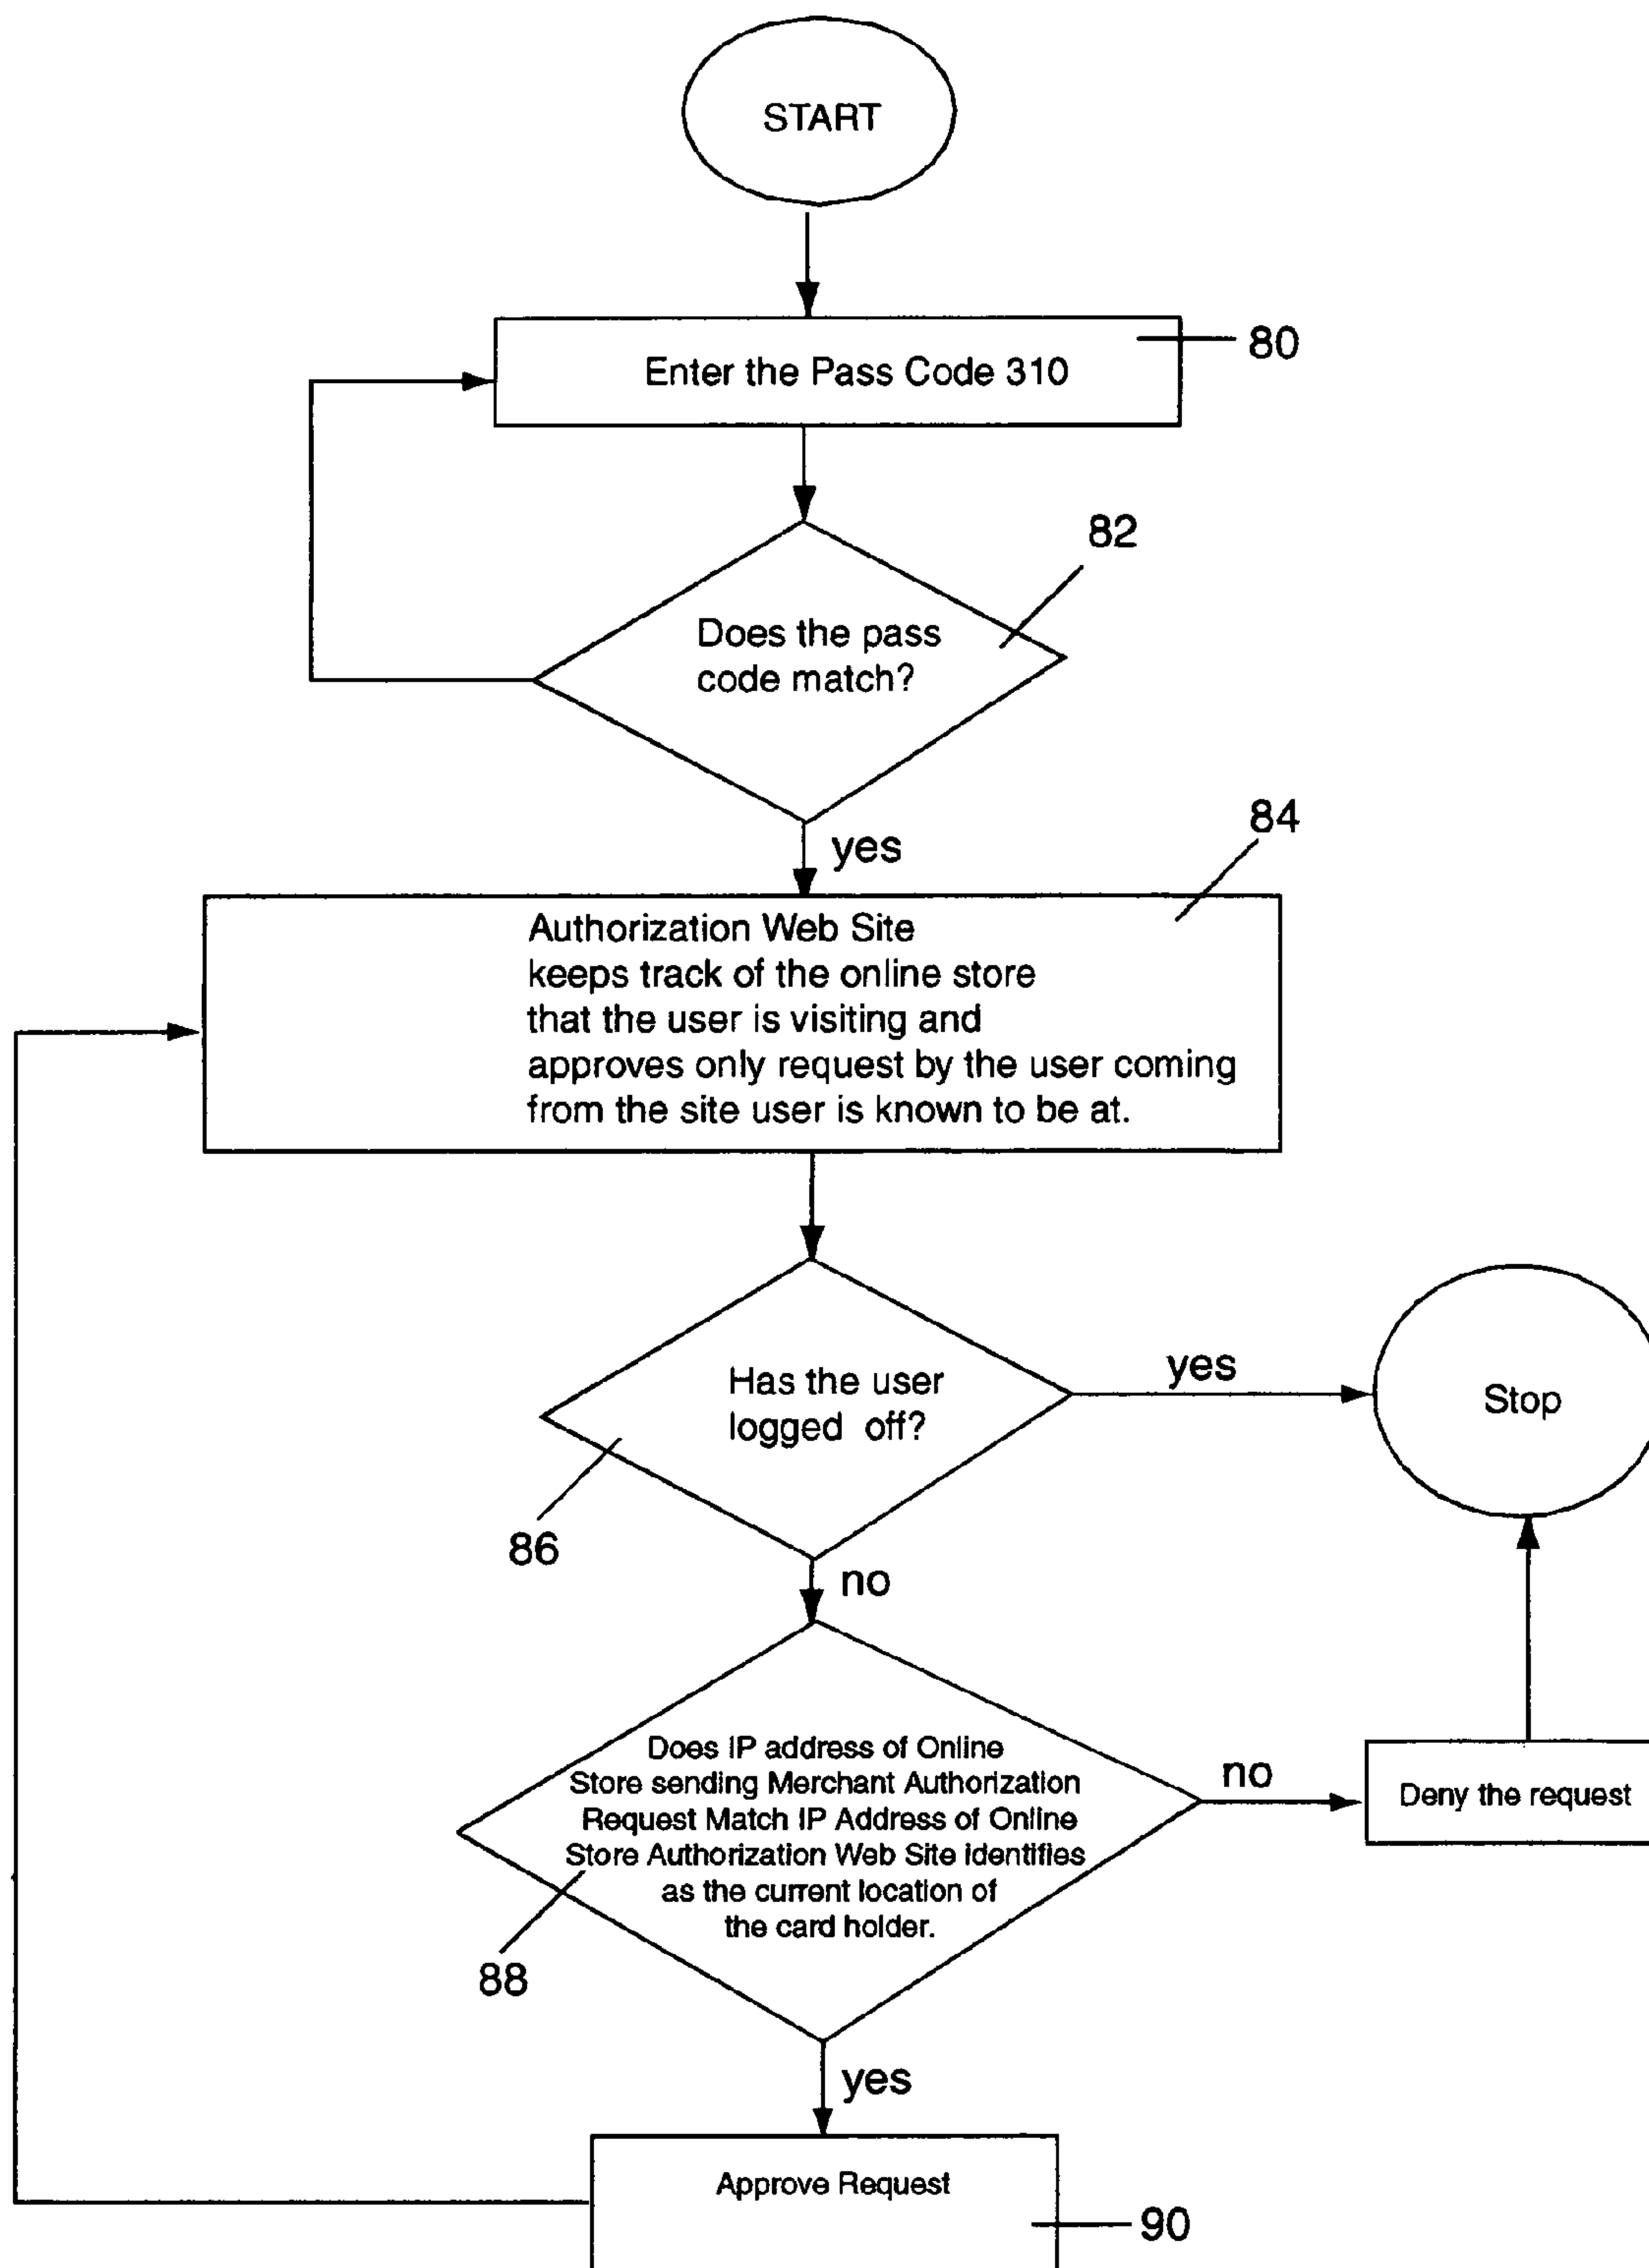 START
Enter the Pass Code 310
80
82
Does the pass
code match?
84
yes
Authorization Web Site
keeps track of the online store
that the user is visiting and
approves only request by the user coming
from the site user is known to be at.
Has the user
logged off?
yes
Stop
86
no
Does IP address of Online
Store sending Merchant Authorization
Request Match IP Address of Online
Store Authorization Web Site identifies
as the current location of
the card holder.
no
Deny the request
88
yes
Approve Request
90